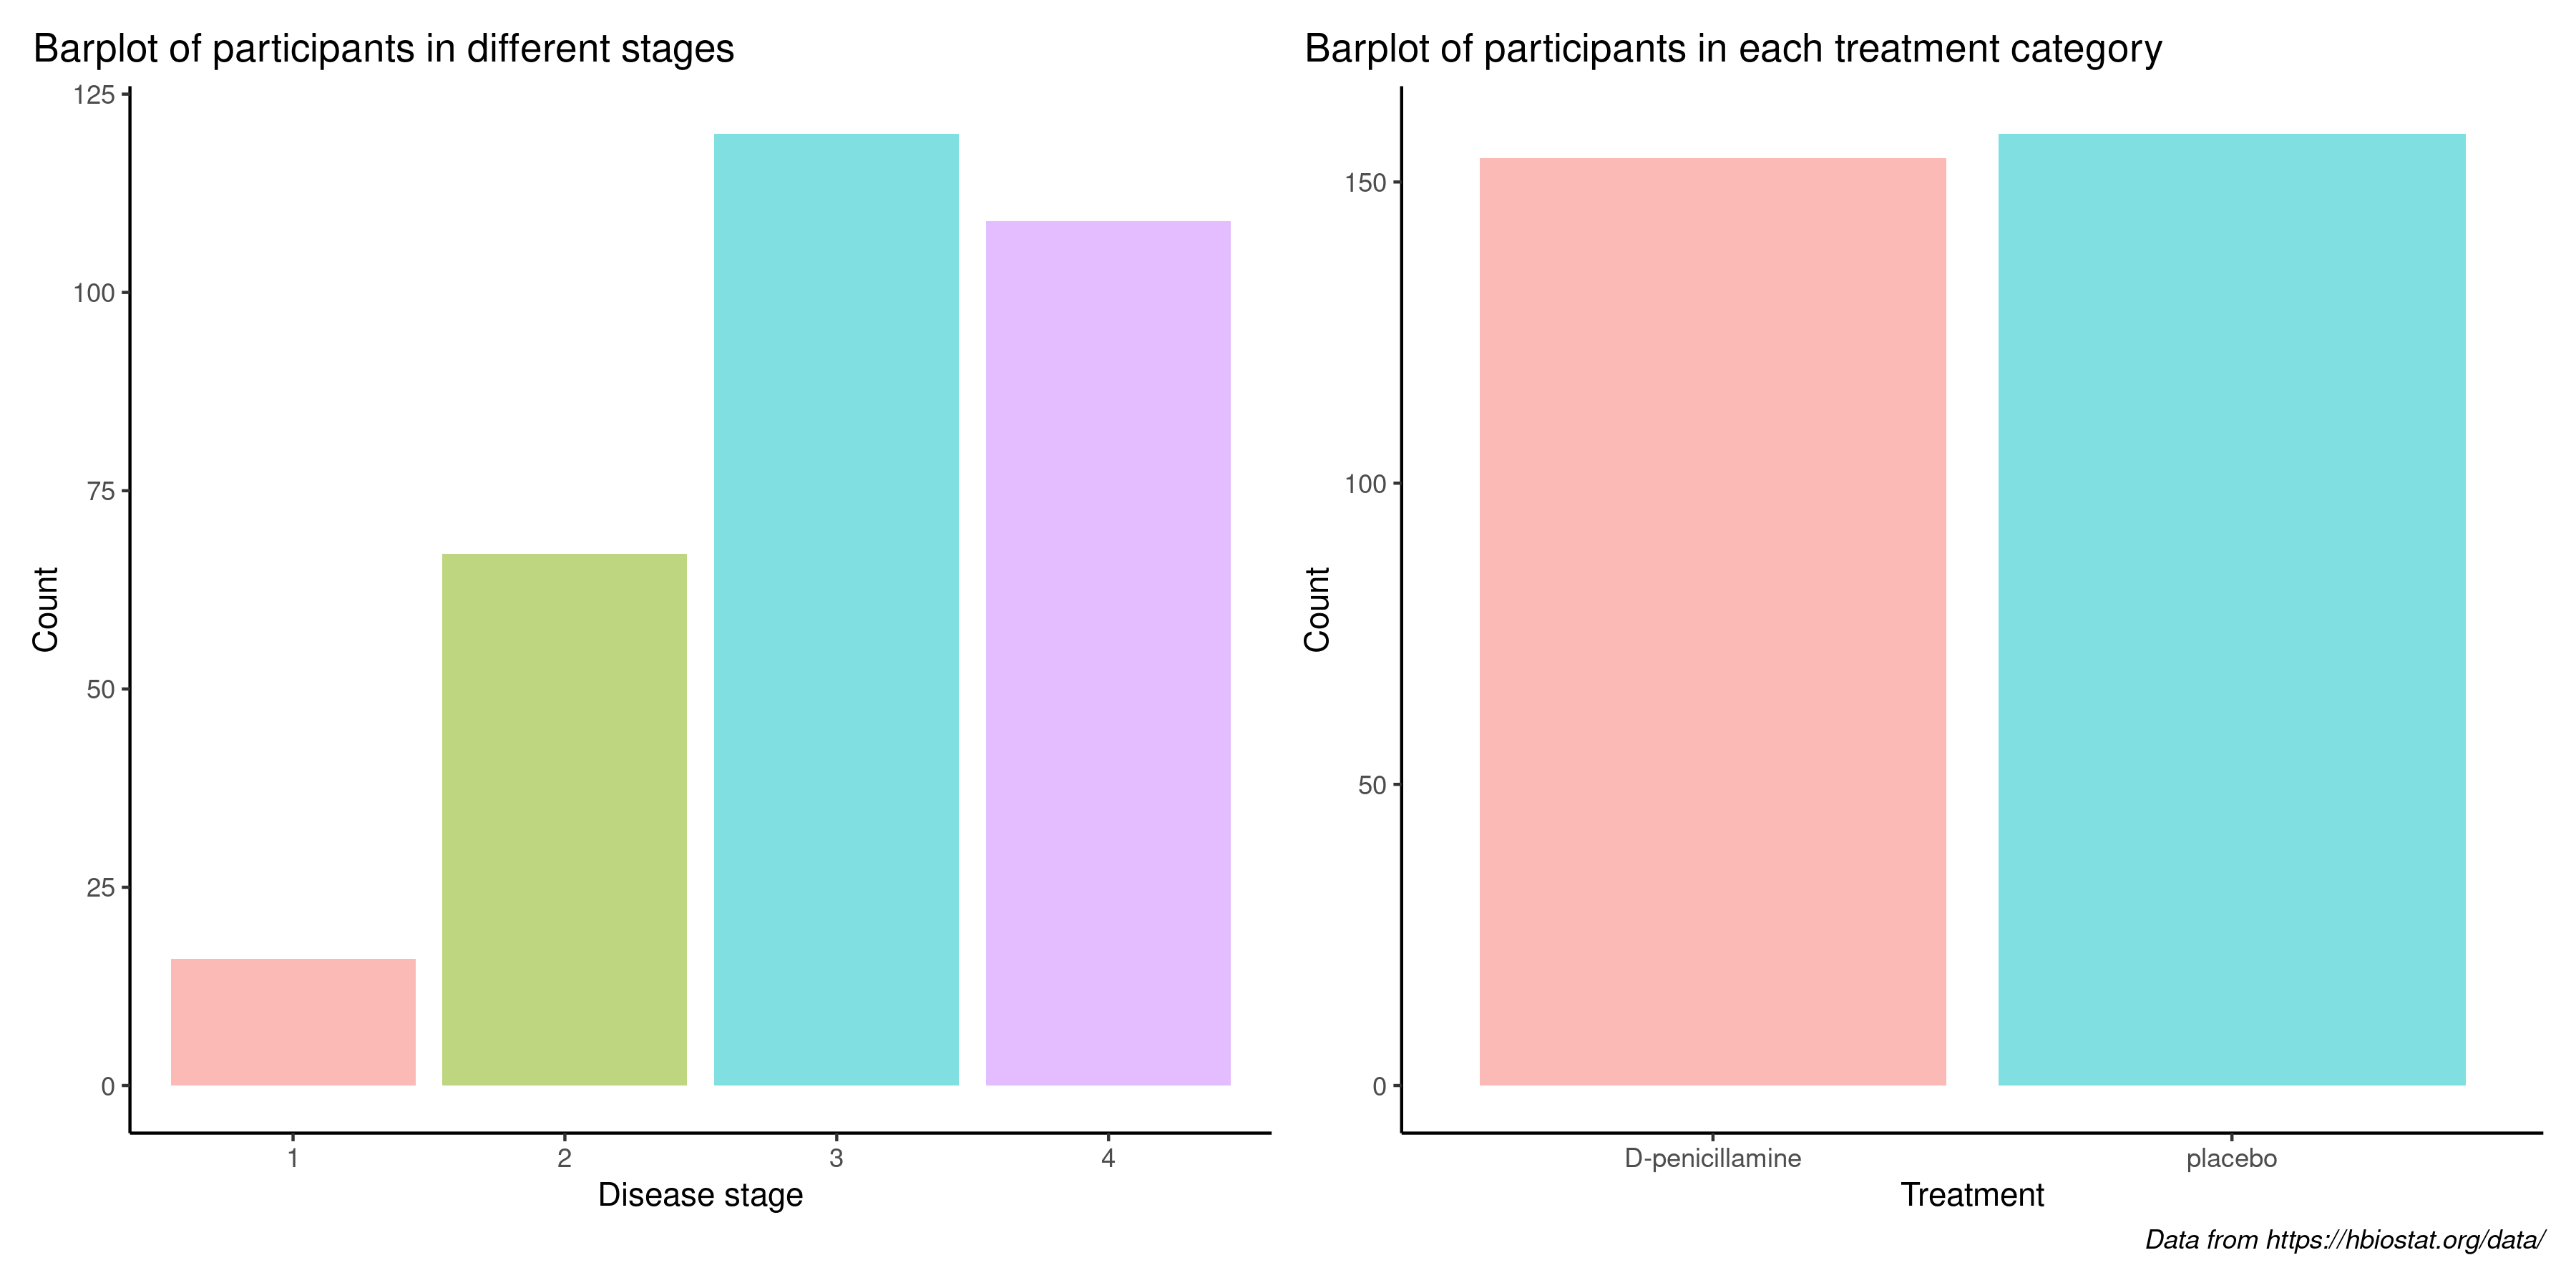 Barplot of participants in different stages
125
100
75
50
25
0
Count
1 2 3 4
Disease stage
Barplot of participants in each treatment category
150
100
50
0
Count
D-penicillamine placebo
Treatment
Data from https://hbiostat.org/data/